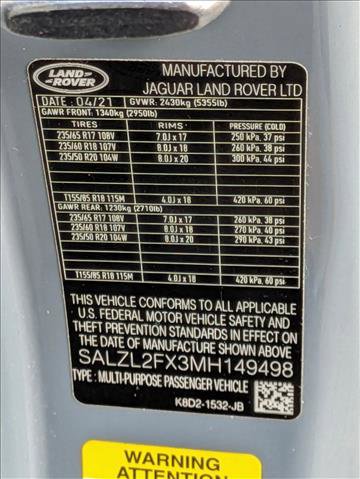 LAND-
ROVER
MANUFACTURED BY
JAGUAR LAND ROVER LTD
DATE: 04/21 GVWR: 2430kg (5355lb)
GAWR FRONT: 1340kg (2950lb)
TIRES RIMS PRESSURE (COLD)
235/65 R17 108V 7.0J x 17 250 kPa, 37 psi
235/60 R18 107V 8.0J x 18 260 kPa, 38 psi
235/50 R20 104W 8.0J x 20 300 kPa, 44 psi
T155/85 R18 115M 4.0J x 18 420 kPa, 60 psi
GAWR REAR: 1230kg (2710lb)
235/65 R17 108V 7.0J x 17 260 kPa, 38 psi
235/60 R18 107V 8.0J x 18 270 kPa, 40 psi
235/50 R20 104W 8.0J x 20 290 kPa, 43 psi
T155/85 R18 115M 4.0J x 18 420 kPa, 60 psi
THIS VEHICLE CONFORMS TO ALL APPLICABLE
U.S. FEDERAL MOTOR VEHICLE SAFETY AND
THEFT PREVENTION STANDARDS IN EFFECT ON
THE DATE OF MANUFACTURE SHOWN ABOVE
SALZL2FX3MH149498
TYPE: MULTI-PURPOSE PASSENGER VEHICLE
K8D2-1532-JB
WARNING
ATTENTION